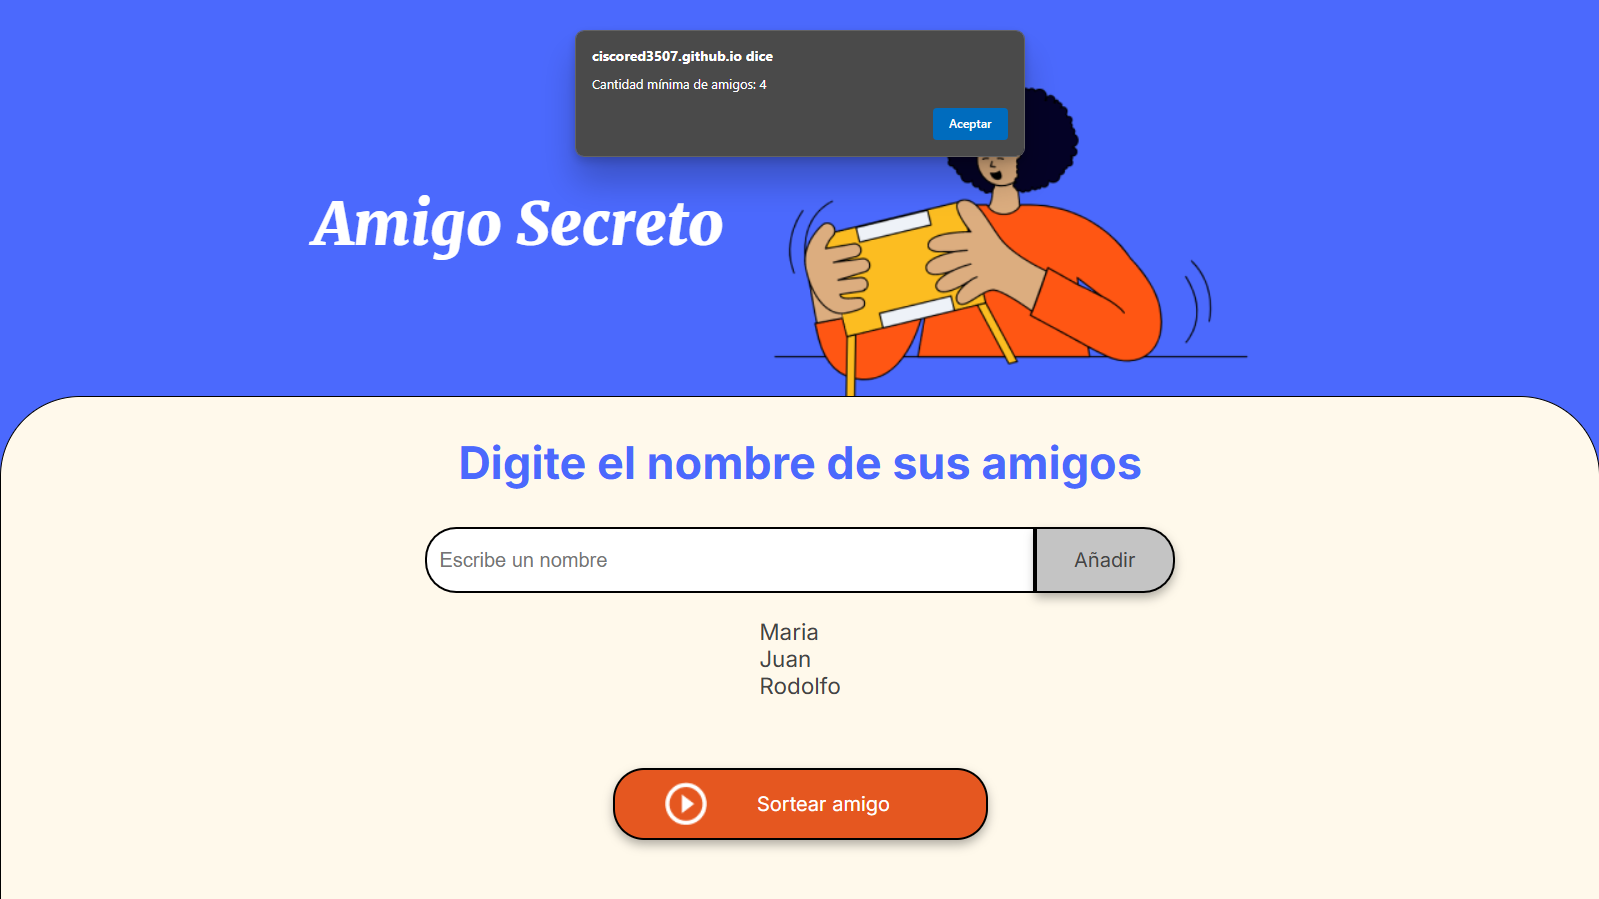 ciscored3507.github.io dice
Cantidad mínima de amigos: 4
Aceptar
Amigo Secreto
Digite el nombre de sus amigos
Escribe un nombre
Añadir
Maria
Juan
Rodolfo
Sortear amigo